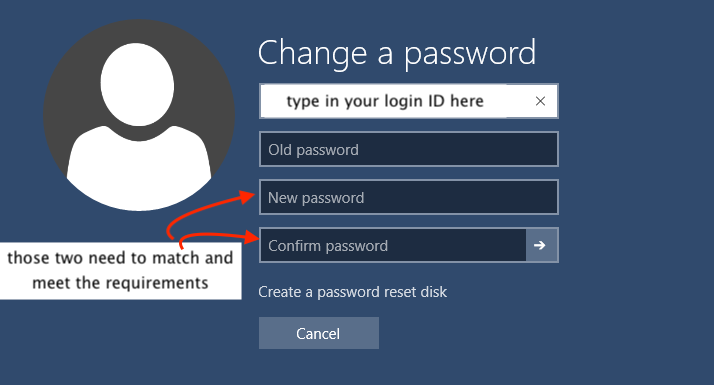 Change a password
type in your login ID here
Old password
New password
Confirm password
those two need to match and
meet the requirements
Create a password reset disk
Cancel